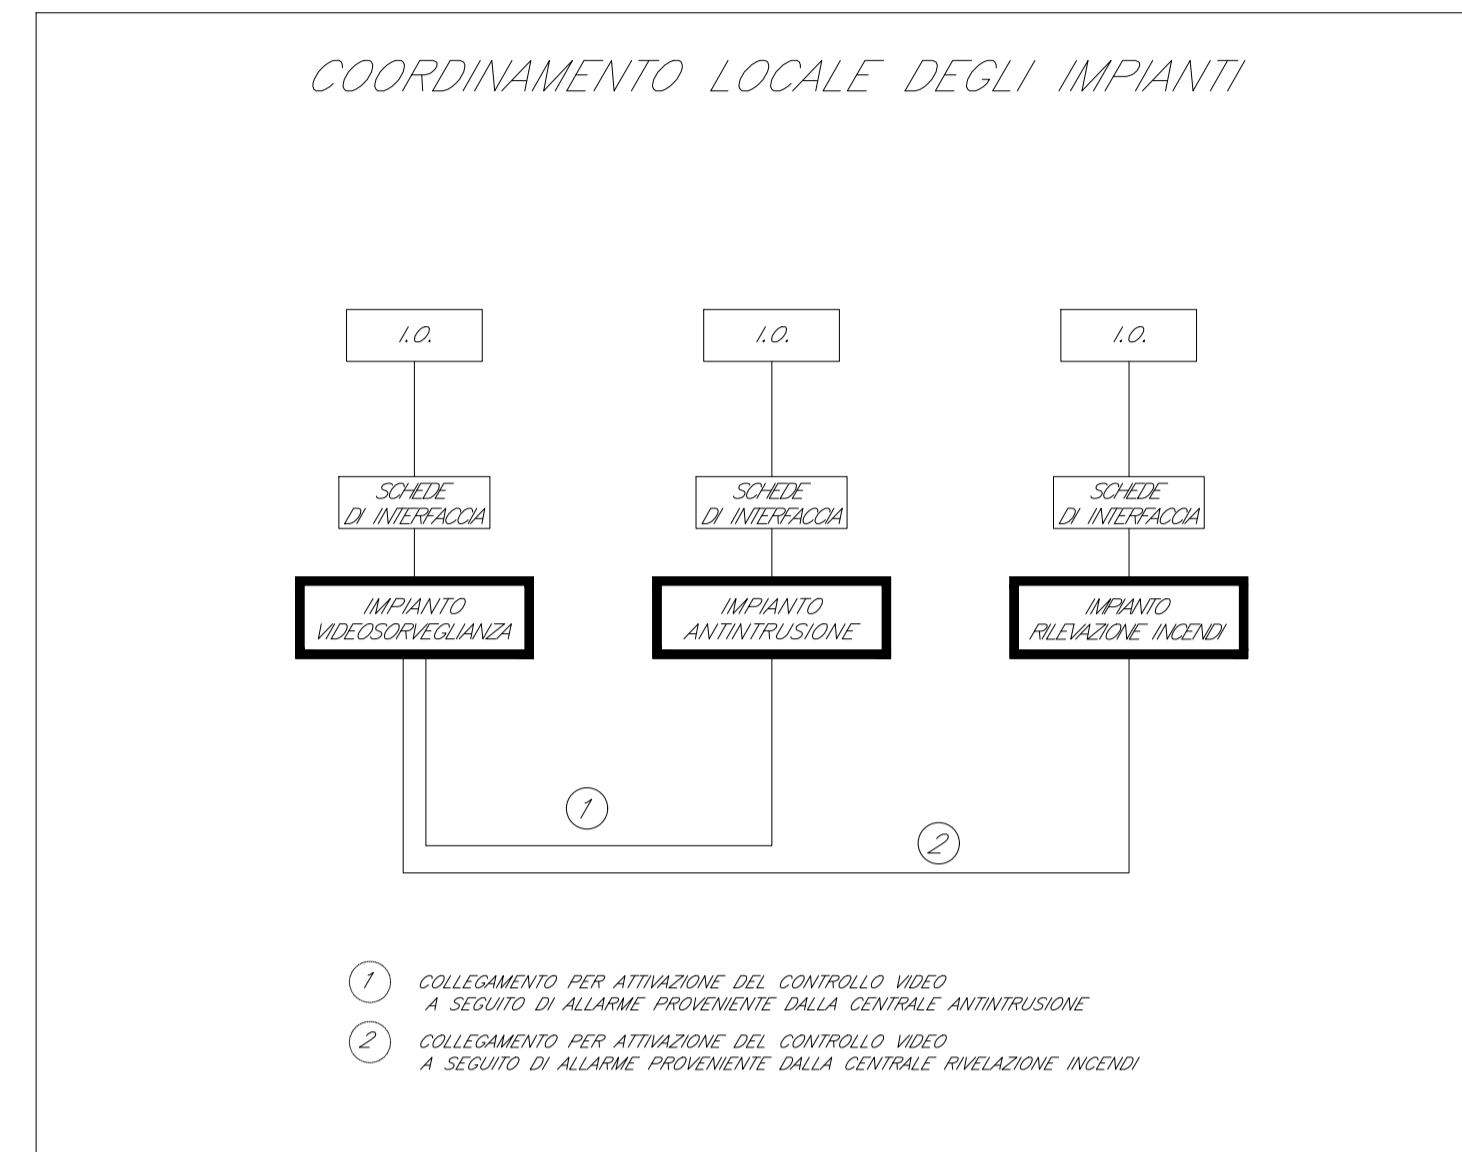 COORDINAMENTO LOCALE DEGLI IMPIANTI
I.O.
I.O.
I.O.
SCHEDE
DI INTERFACCIA
SCHEDE
DI INTERFACCIA
SCHEDE
DI INTERFACCIA
IMPIANTO
VIDEOSORVEGLIANZA
IMPIANTO
ANTINTRUSIONE
IMPIANTO
RILEVAZIONE INCENDI
1
2
1 COLLEGAMENTO PER ATTIVAZIONE DEL CONTROLLO VIDEO
A SEGUITO DI ALLARME PROVENIENTE DALLA CENTRALE ANTINTRUSIONE
2 COLLEGAMENTO PER ATTIVAZIONE DEL CONTROLLO VIDEO
A SEGUITO DI ALLARME PROVENIENTE DALLA CENTRALE RIVELAZIONE INCENDI